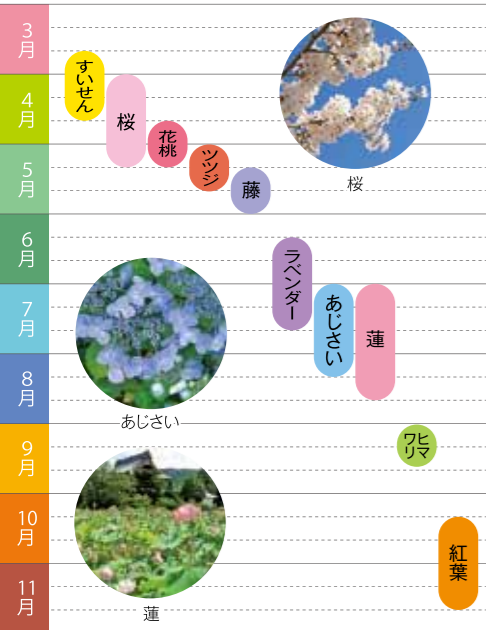 3月
4月
5月
6月
7月
8月
9月
10月
11月
すいせん
桜
花桃
ツツジ
藤
ラベンダー
あじさい
蓮
ヒマワリ
紅葉
桜
あじさい
蓮